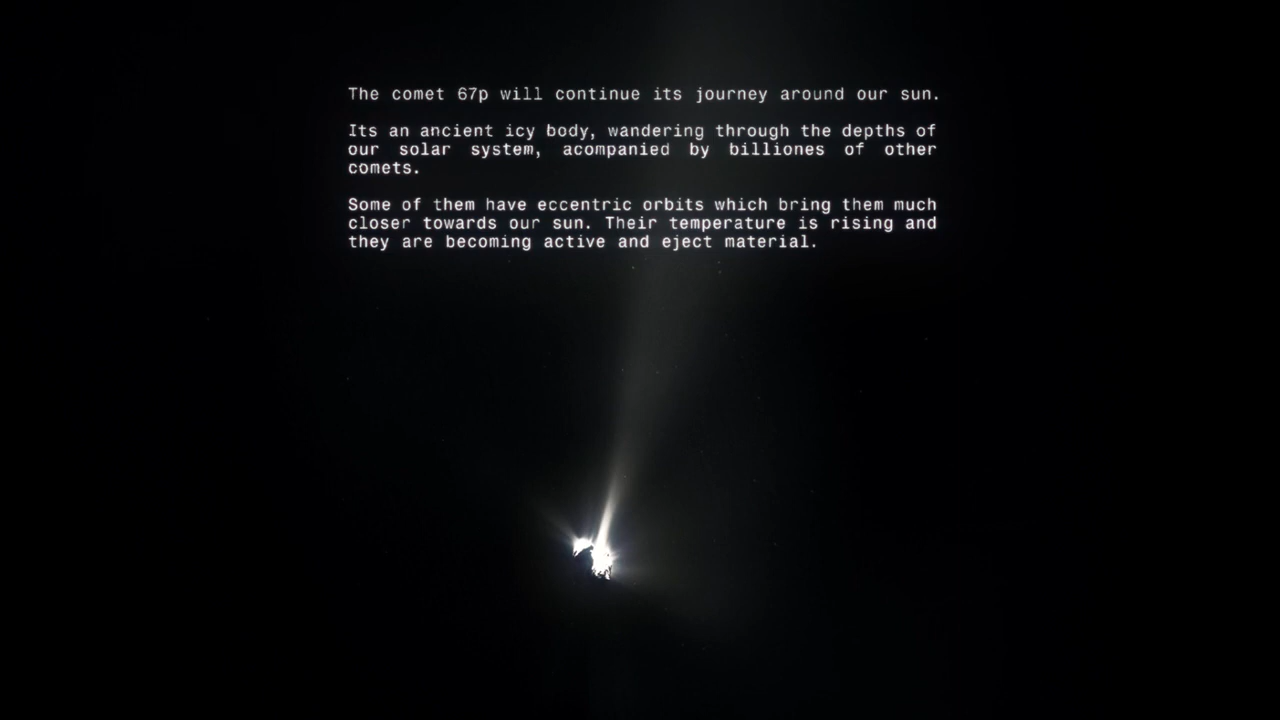 The comet 67p will continue its journey around our sun.
Its an ancient icy body, wandering through the depths of
our solar system, acompanied by billiones of other
comets.
Some of them have eccentric orbits which bring them much
closer towards our sun. Their temperature is rising and
they are becoming active and eject material.